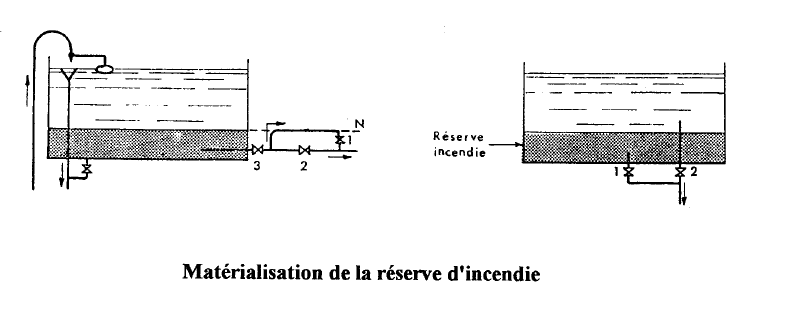 N
1
3
2
Réserve
incendie
1
2
Matérialisation de la réserve d'incendie